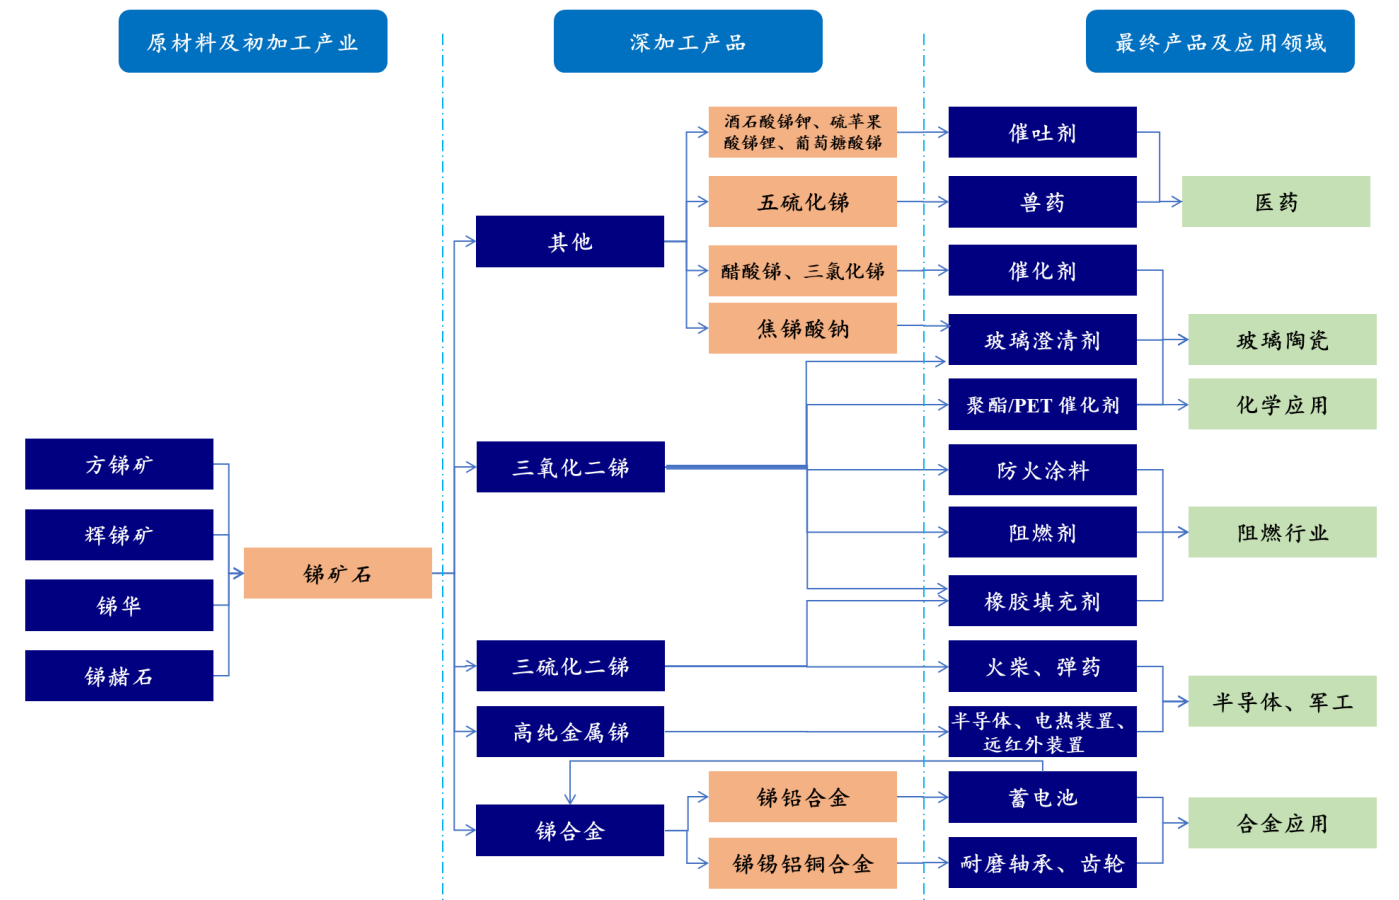 原材料及初加工产业
深加工产品
最终产品及应用领域
酒石酸锑钾、硫苹果
酸锑锂、葡萄糖酸锑
催吐剂
五硫化锑
兽药
医药
其他
醋酸锑、三氯化锑
催化剂
焦锑酸钠
玻璃澄清剂
玻璃陶瓷
聚酯/PET 催化剂
化学应用
方锑矿
三氧化二锑
防火涂料
辉锑矿
阻燃剂
阻燃行业
锑矿石
锑华
橡胶填充剂
锑赭石
三硫化二锑
火柴、弹药
半导体、军工
高纯金属锑
半导体、电热装置、
远红外装置
锑铅合金
蓄电池
锑合金
合金应用
锑锡铝铜合金
耐磨轴承、齿轮